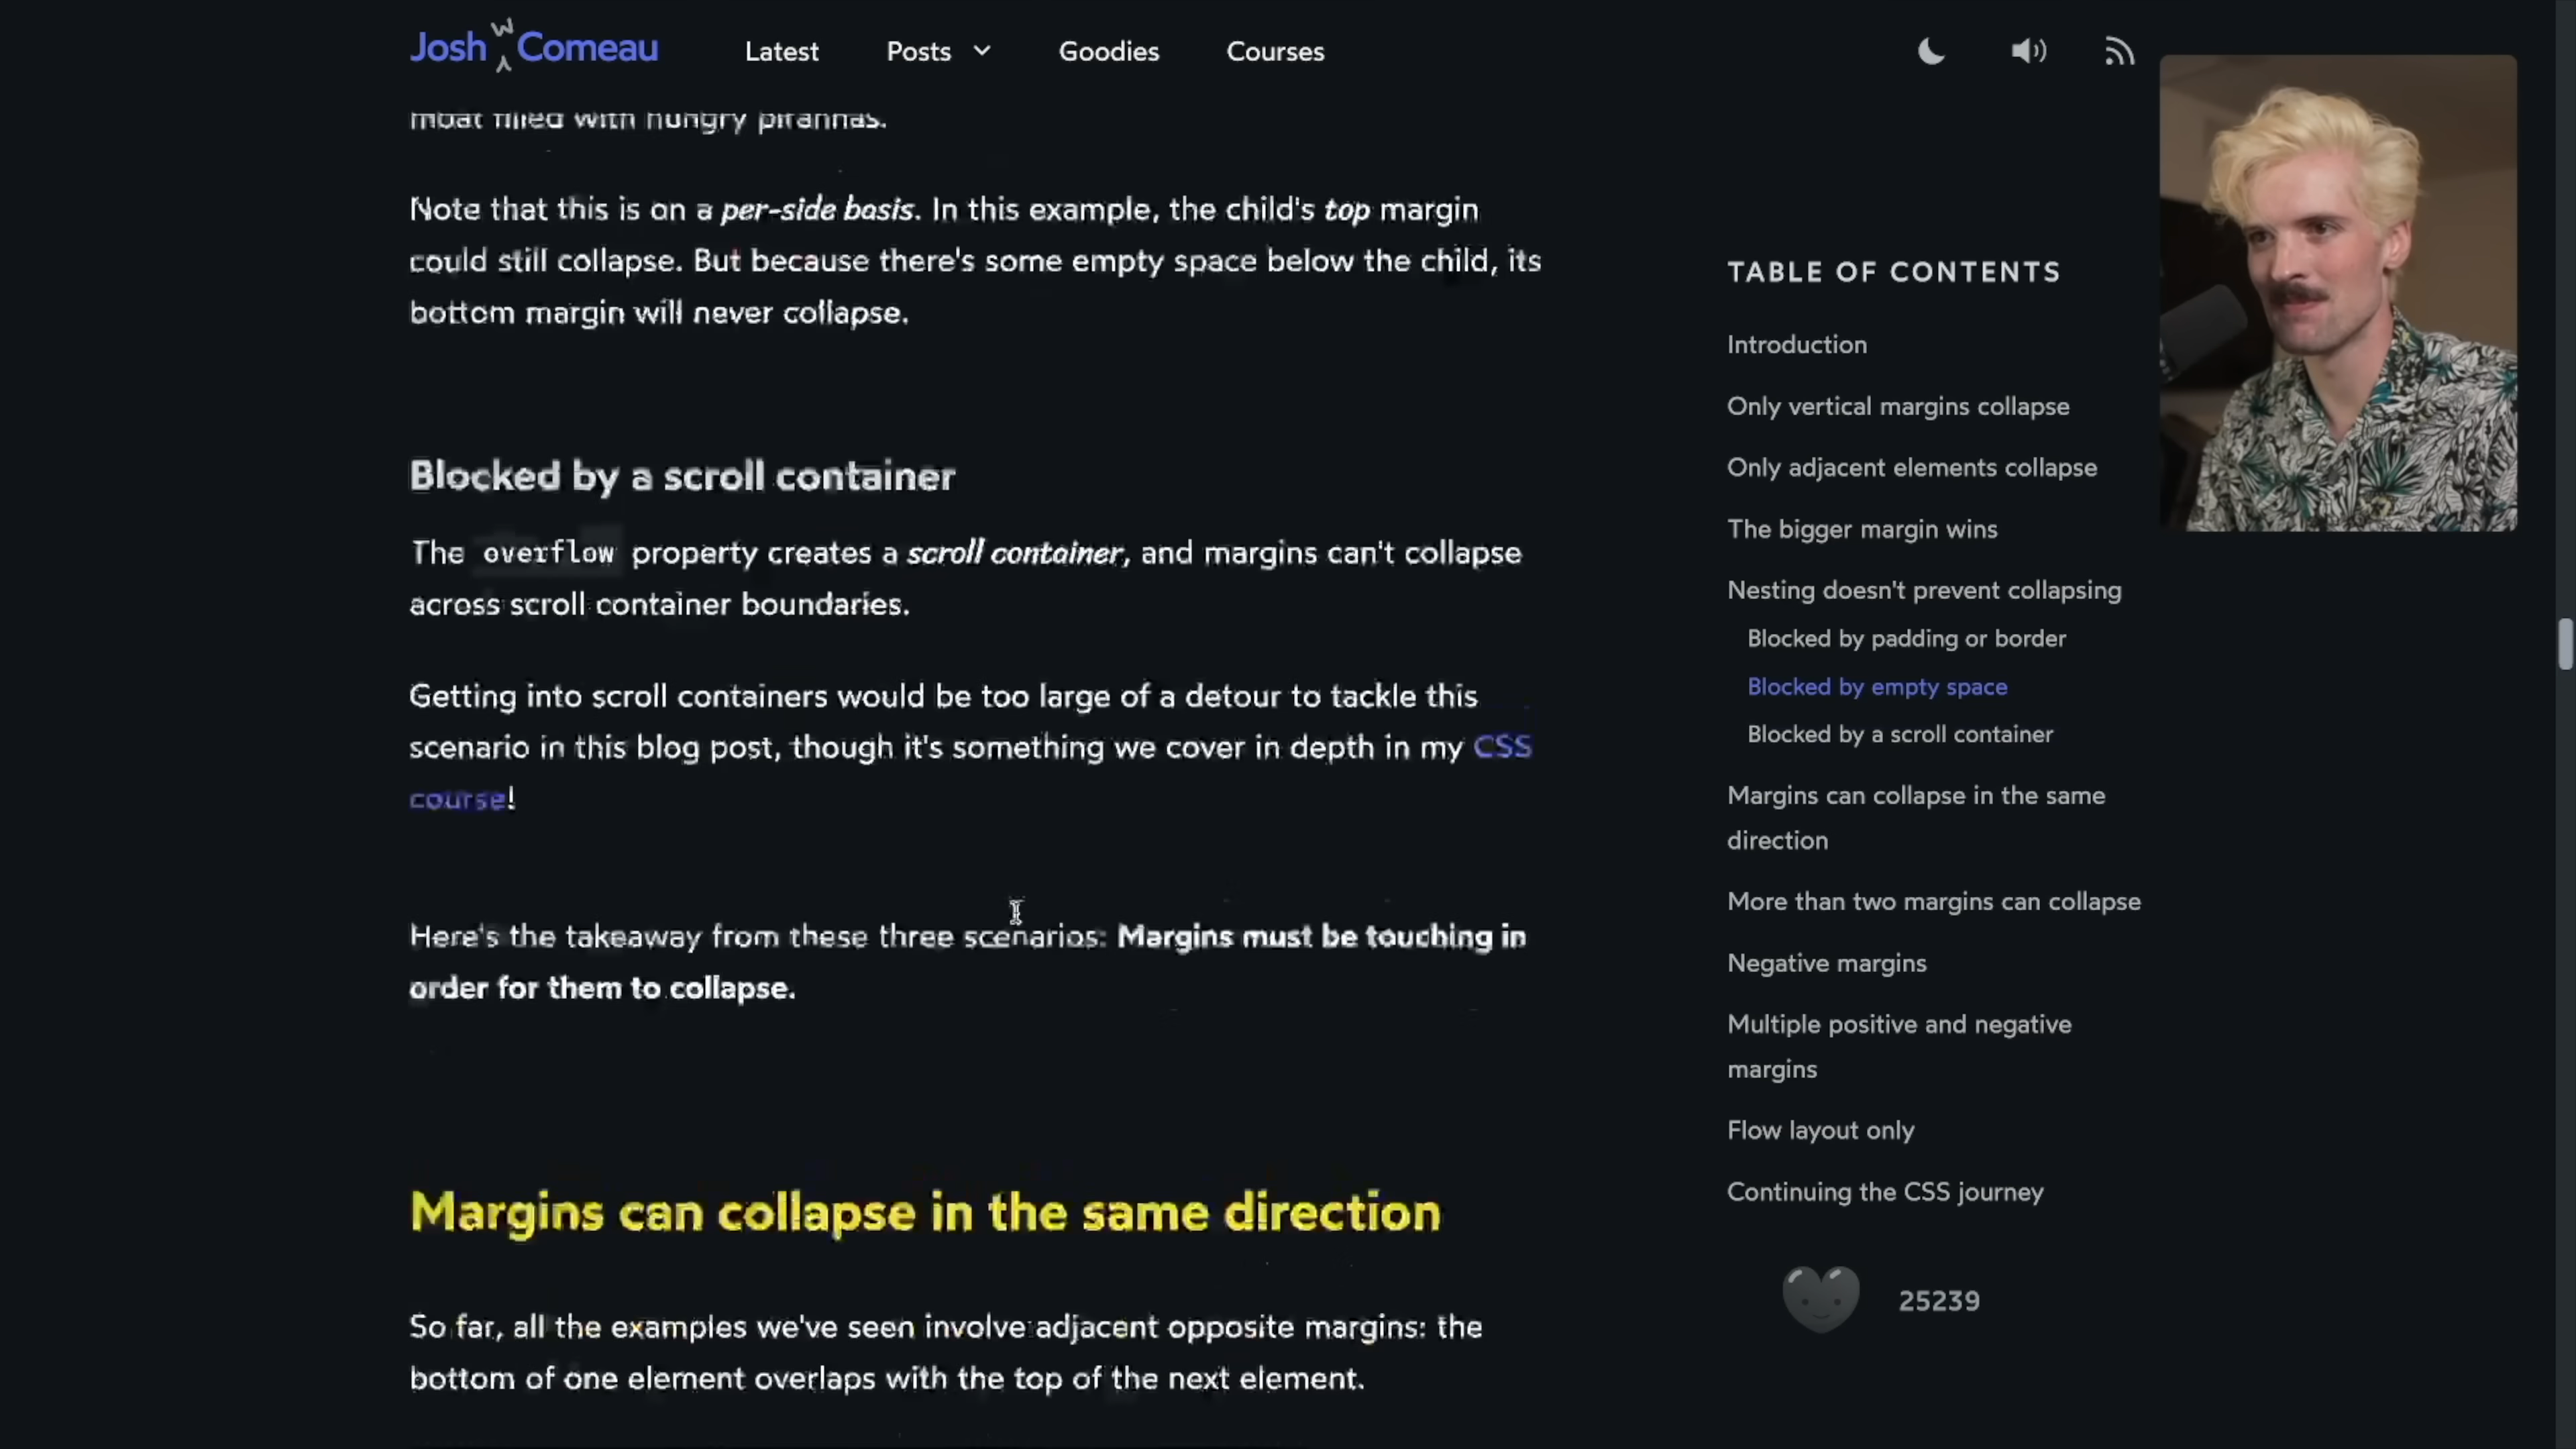 Josh W Comeau
Latest
Posts
Goodies
Courses
moat filled with hungry piranhas.
Note that this is on a per-side basis. In this example, the child's top margin
could still collapse. But because there's some empty space below the child, its
bottom margin will never collapse.
Blocked by a scroll container
The overflow property creates a scroll container, and margins can't collapse
across scroll container boundaries.
Getting into scroll containers would be too large of a detour to tackle this
scenario in this blog post, though it's something we cover in depth in my CSS
course!
Here's the takeaway from these three scenarios: Margins must be touching in
order for them to collapse.
Margins can collapse in the same direction
So far, all the examples we've seen involve adjacent opposite margins: the
bottom of one element overlaps with the top of the next element.
TABLE OF CONTENTS
Introduction
Only vertical margins collapse
Only adjacent elements collapse
The bigger margin wins
Nesting doesn't prevent collapsing
Blocked by padding or border
Blocked by empty space
Blocked by a scroll container
Margins can collapse in the same
direction
More than two margins can collapse
Negative margins
Multiple positive and negative
margins
Flow layout only
Continuing the CSS journey
25239